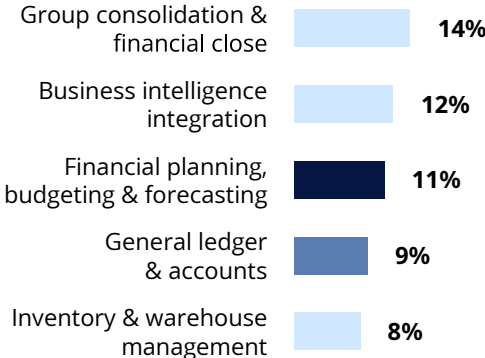 Group consolidation &
financial close
14%
Business intelligence
integration
12%
Financial planning,
budgeting & forecasting
11%
General ledger
& accounts
9%
Inventory & warehouse
management
8%